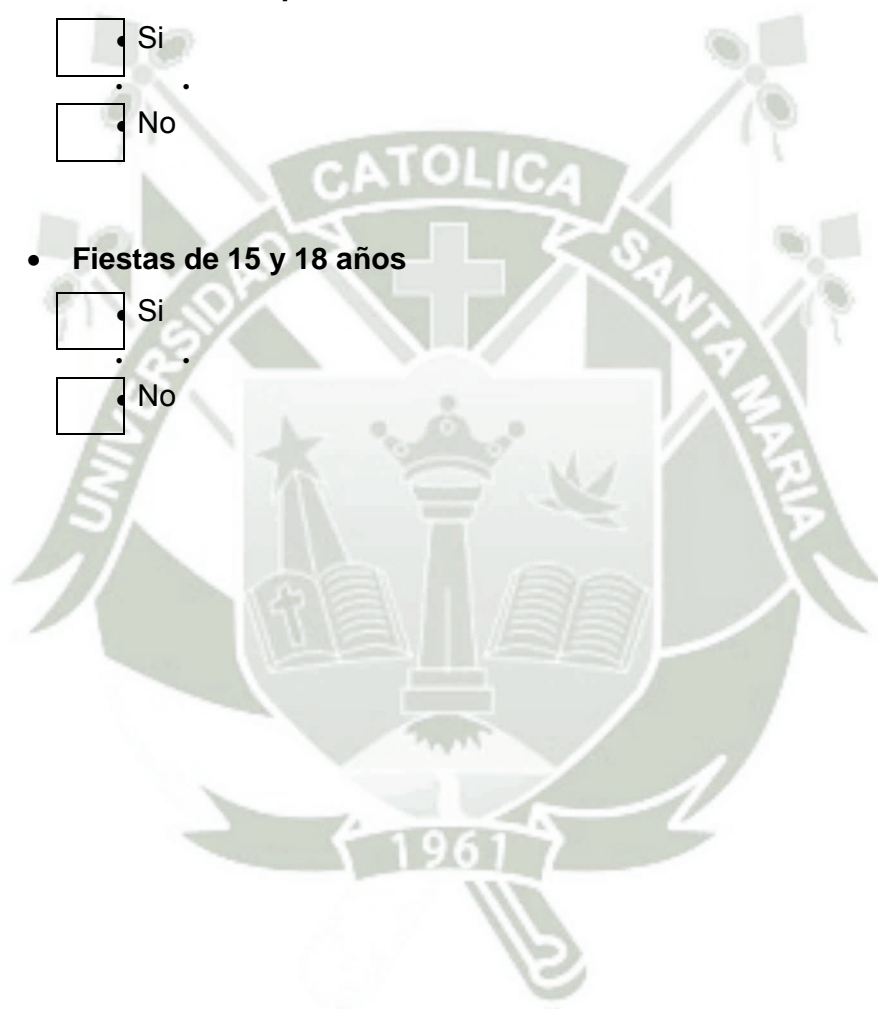 • Si
• No
• Fiestas de 15 y 18 años
• Si
• No
UNIVERSIDAD CATOLICA SANTA MARIA
1961